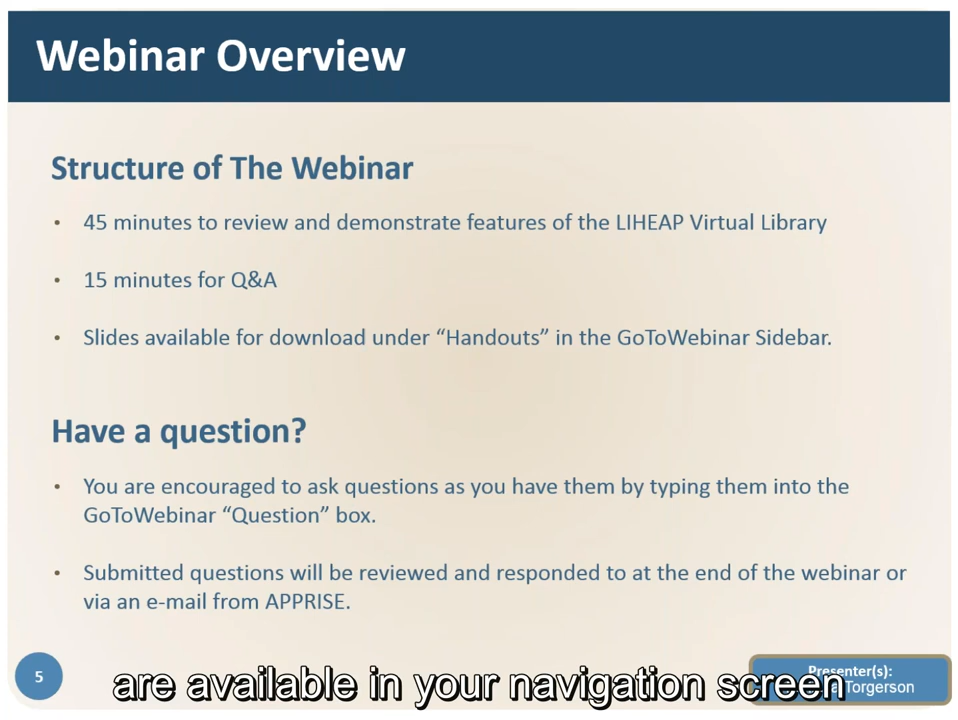 Webinar Overview
Structure of The Webinar
• 45 minutes to review and demonstrate features of the LIHEAP Virtual Library
• 15 minutes for Q&A
• Slides available for download under “Handouts” in the GoToWebinar Sidebar.
Have a question?
• You are encouraged to ask questions as you have them by typing them into the
GoToWebinar “Question” box.
• Submitted questions will be reviewed and responded to at the end of the webinar or
via an e-mail from APPRISE.
5
Presenter(s):
Torgerson
are available in your navigation screen